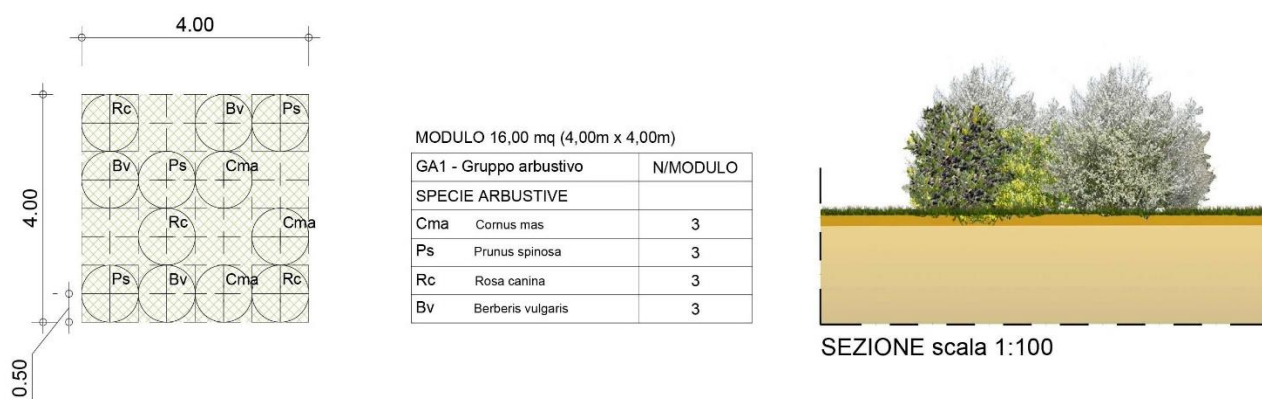 4.00
Rc Bv Ps
Bv Ps Cma
4.00
Rc Cma
Ps Bv Cma Rc
0.50
MODULO 16,00 mq (4,00m x 4,00m)
GA1 - Gruppo arbustivo N/MODULO
SPECIE ARBUSTIVE
Cma Cornus mas 3
Ps Prunus spinosa 3
Rc Rosa canina 3
Bv Berberis vulgaris 3
SEZIONE scala 1:100